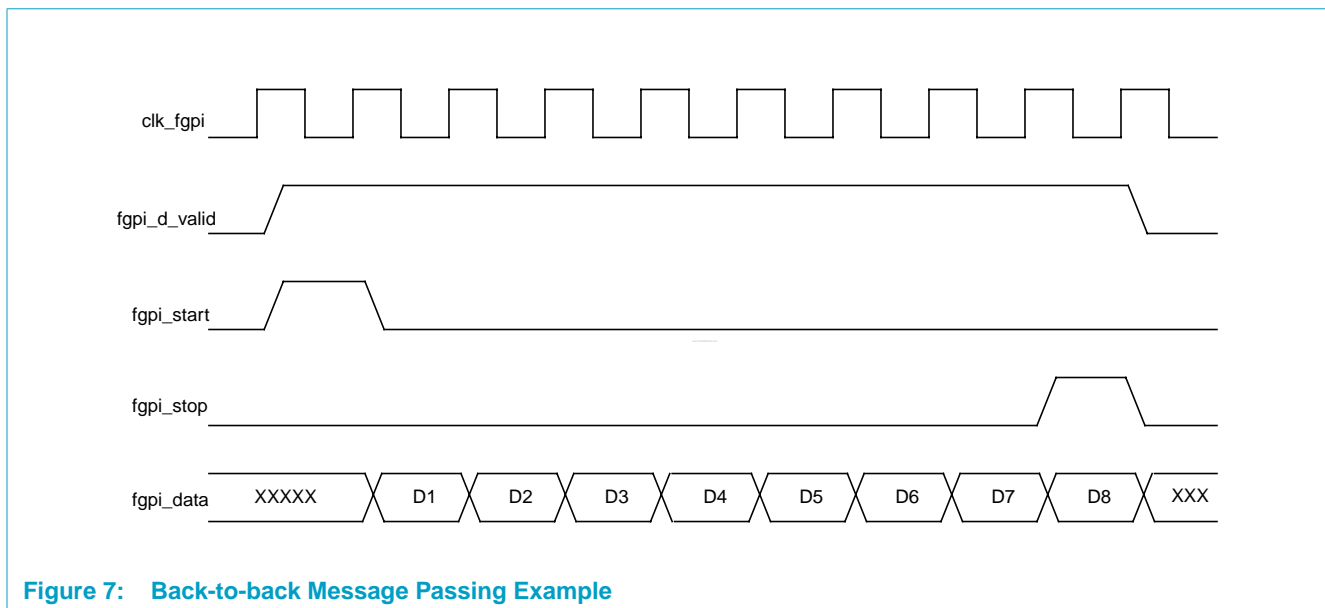 clk_fgpi
fgpi_d_valid
fgpi_start
fgpi_stop
fgpi_data XXXXX D1 D2 D3 D4 D5 D6 D7 D8 XXX
Figure 7: Back-to-back Message Passing Example